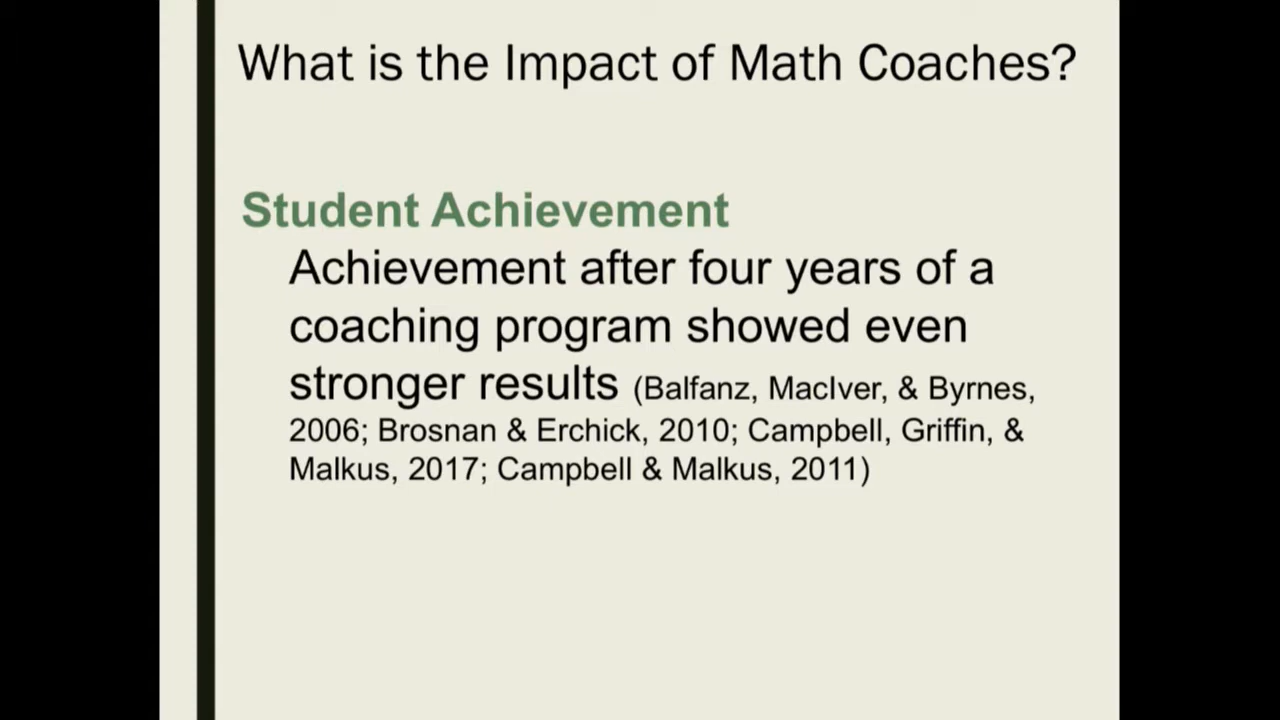 What is the Impact of Math Coaches?
Student Achievement
Achievement after four years of a
coaching program showed even
stronger results (Balfanz, MacIver, & Byrnes,
2006; Brosnan & Erchick, 2010; Campbell, Griffin, &
Malkus, 2017; Campbell & Malkus, 2011)